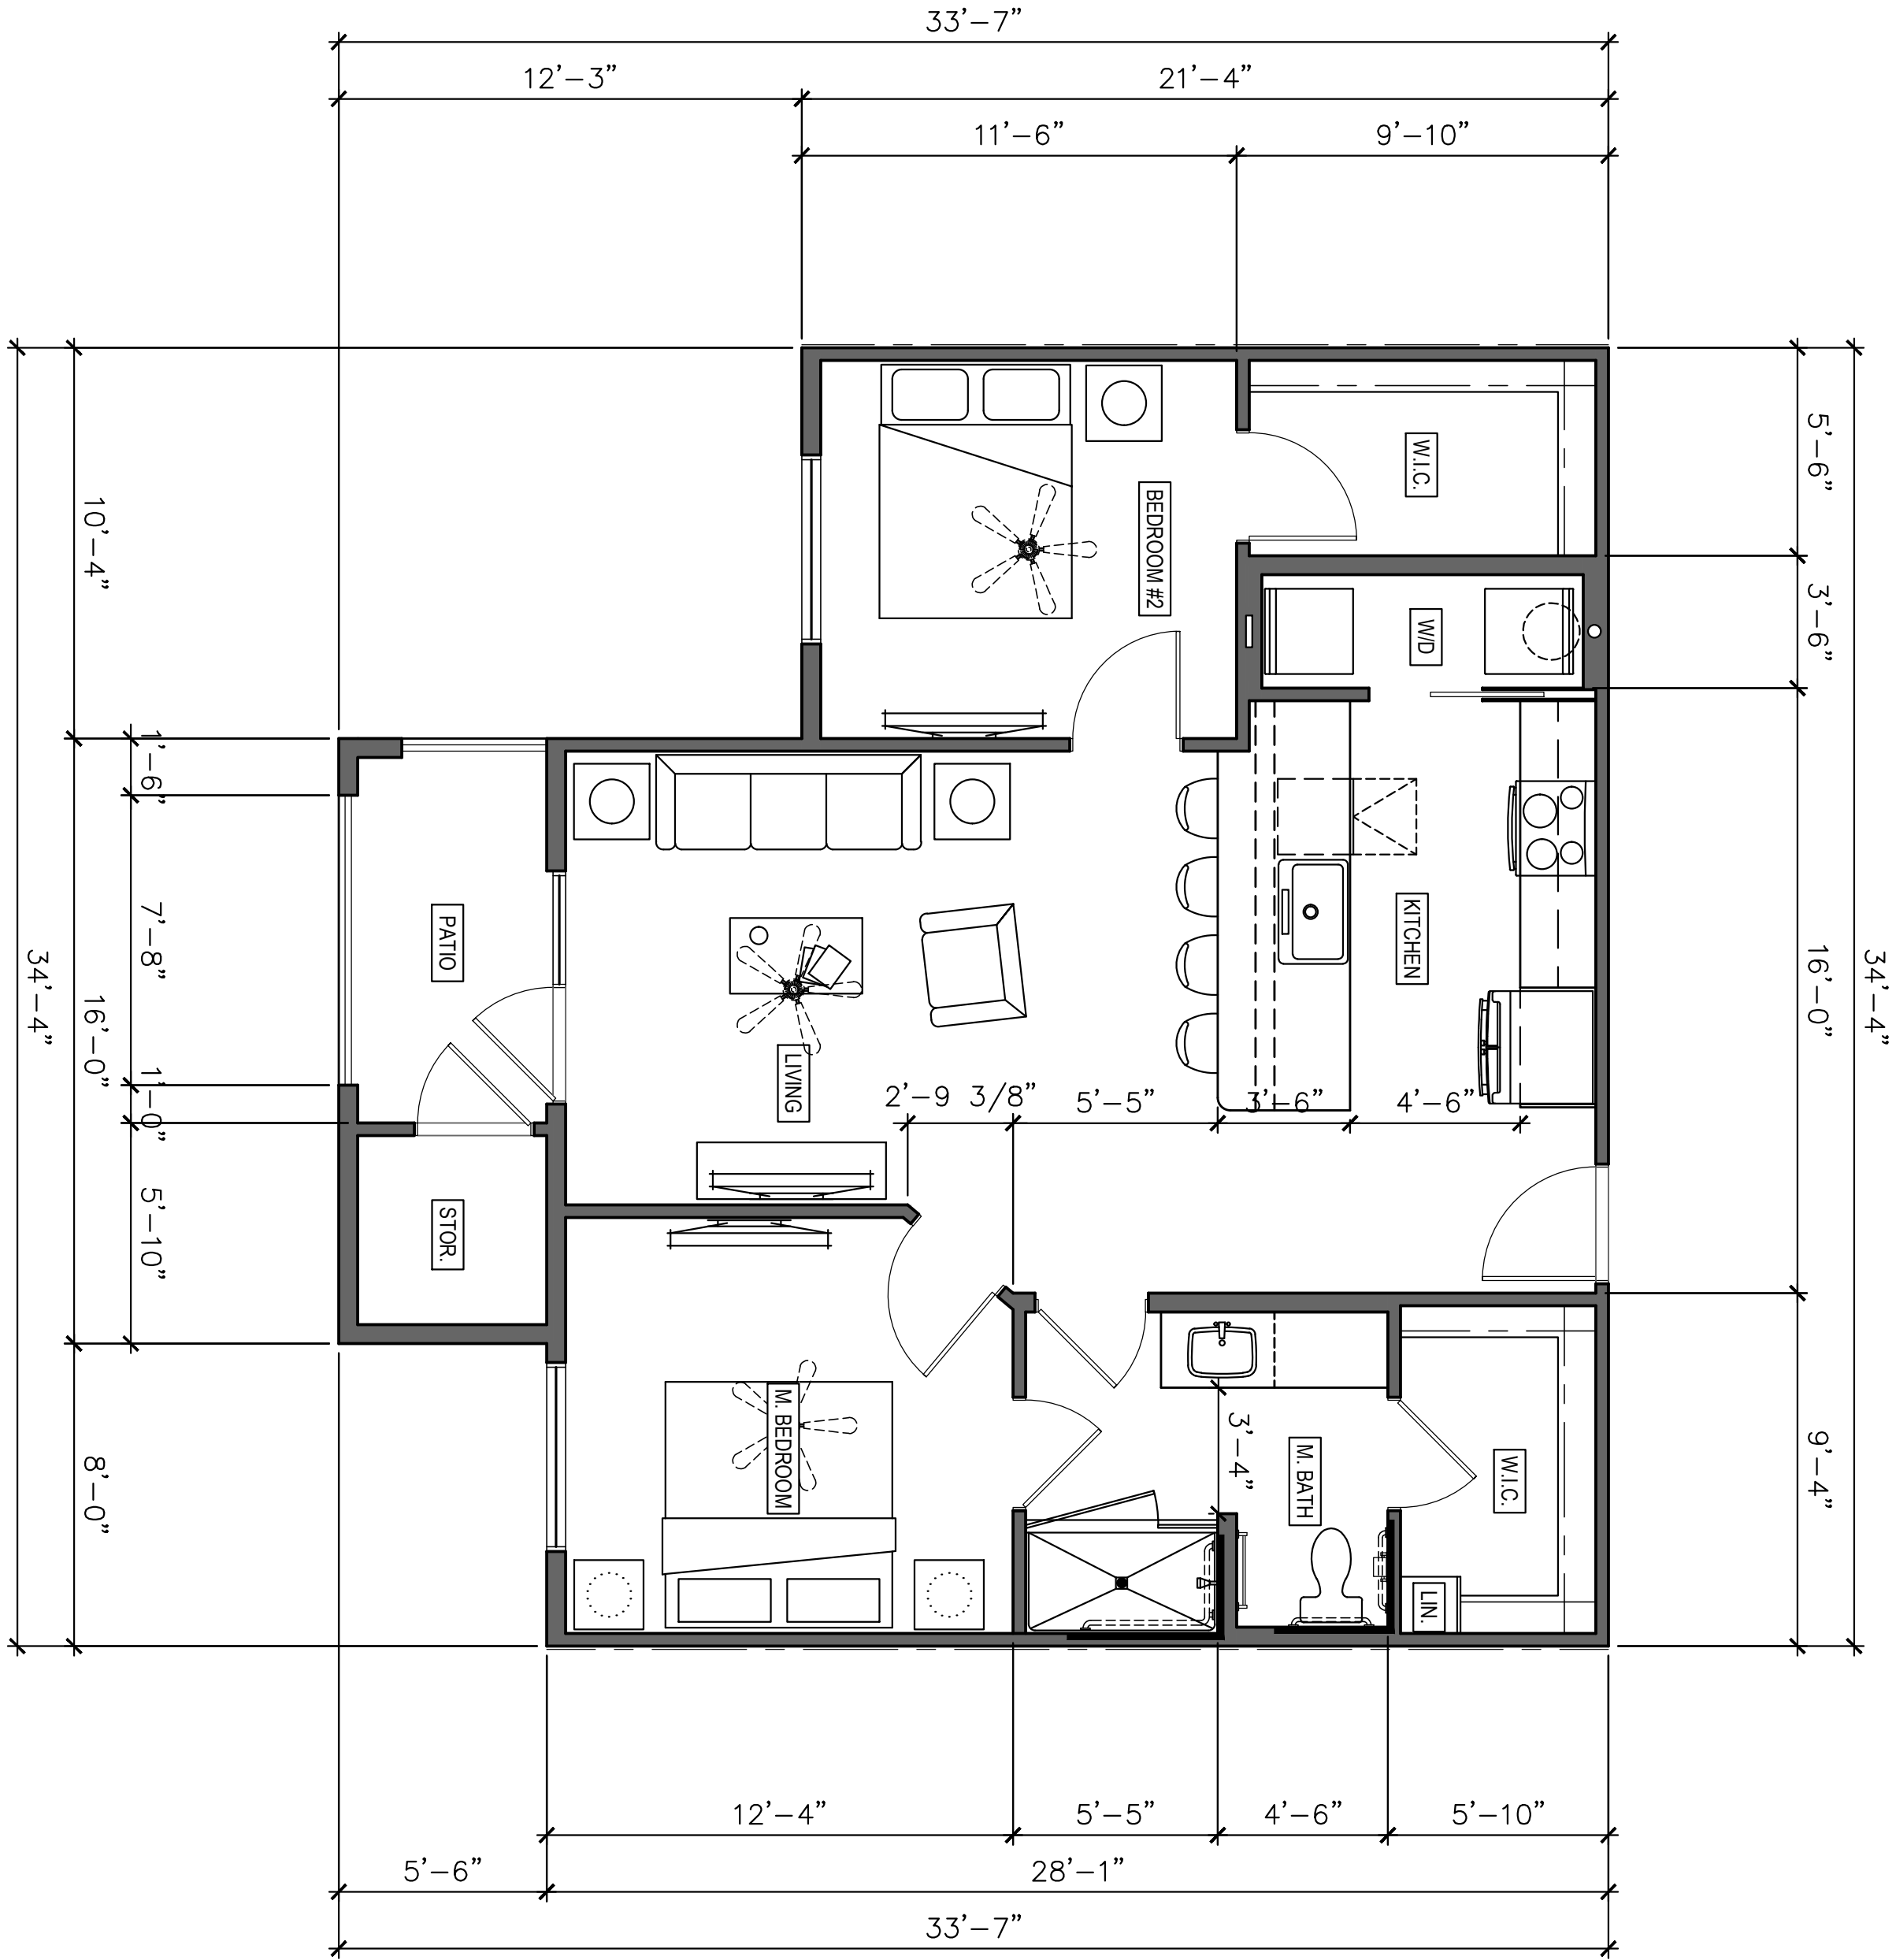 33'-7"
12'-3"
21'-4"
11'-6"
9'-10"
W.I.C.
5'-6"
BEDROOM #2
10'-4"
W/D
3'-6"
1'-6"
PATIO
7'-8"
KITCHEN
16'-0"
34'-4"
34'-4"
16'-0"
LIVING
1'-0"
2'-9 3/8"
5'-5"
3'-6"
4'-6"
STOR.
5'-10"
M. BEDROOM
3'-4"
M. BATH
W.I.C.
9'-4"
8'-0"
LIN.
12'-4"
5'-5"
4'-6"
5'-10"
5'-6"
28'-1"
33'-7"